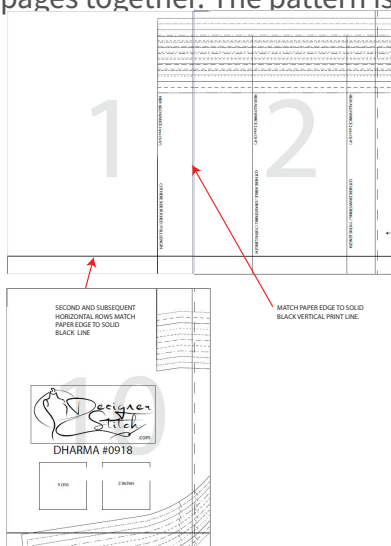 pages together. The pattern is
1
2
SECOND AND SUBSEQUENT
HORIZONTAL ROWS MATCH
PAPER EDGE TO SOLID
BLACK LINE
MATCH PAPER EDGE TO SOLID
BLACK VERTICAL PRINT LINE.
10
Designer
Stitch
.com
DHARMA #0918
5 cms
2 inches